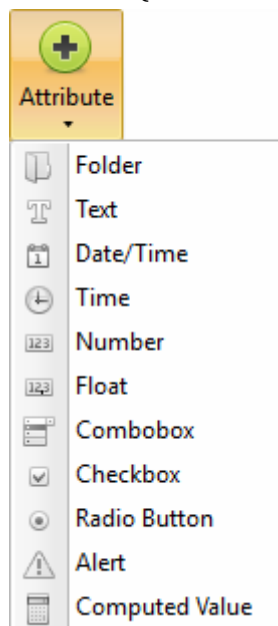 Attribute
Folder
Text
Date/Time
Time
Number
Float
Combobox
Checkbox
Radio Button
Alert
Computed Value